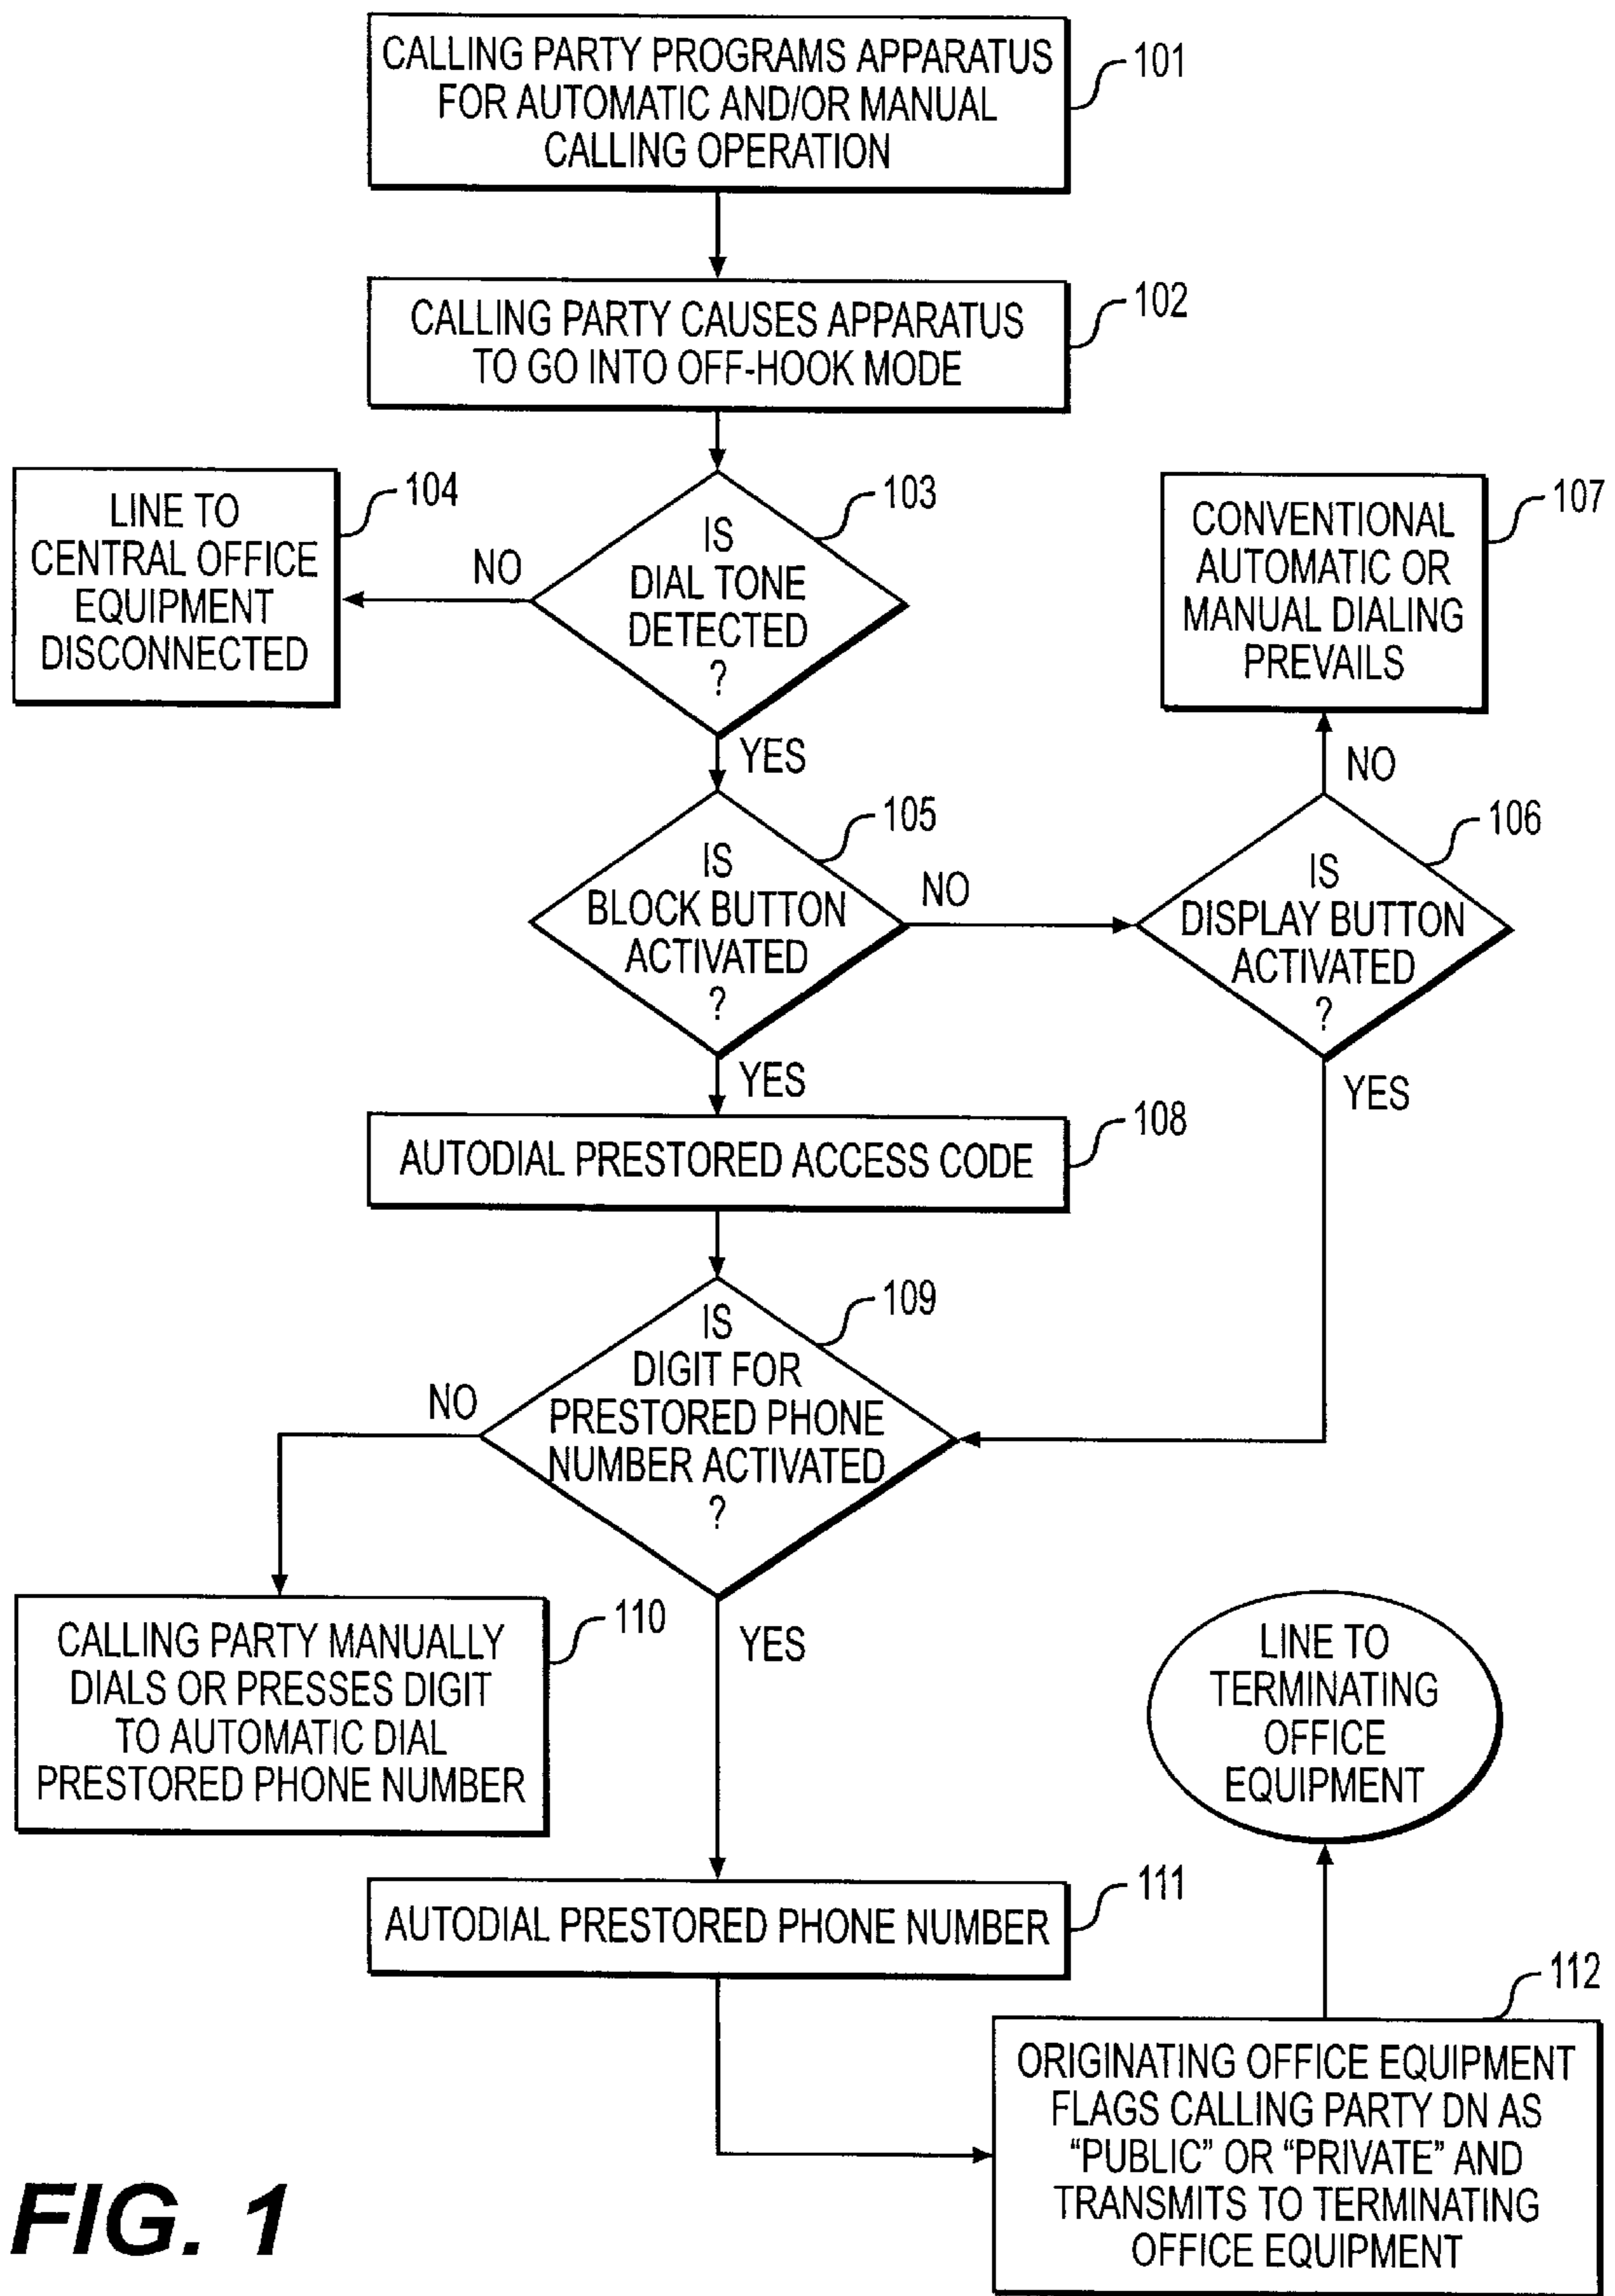 CALLING PARTY PROGRAMS APPARATUS
FOR AUTOMATIC AND/OR MANUAL
CALLING OPERATION
101
CALLING PARTY CAUSES APPARATUS
TO GO INTO OFF-HOOK MODE
102
LINE TO
CENTRAL OFFICE
EQUIPMENT
DISCONNECTED
104
NO
IS
DIAL TONE
DETECTED
?
103
YES
CONVENTIONAL
AUTOMATIC OR
MANUAL DIALING
PREVAILS
107
NO
IS
BLOCK BUTTON
ACTIVATED
?
105
NO
YES
IS
DISPLAY BUTTON
ACTIVATED
?
106
YES
AUTODIAL PRESTORED ACCESS CODE
108
IS
DIGIT FOR
PRESTORED PHONE
NUMBER ACTIVATED
?
109
NO
YES
CALLING PARTY MANUALLY
DIALS OR PRESSES DIGIT
TO AUTOMATIC DIAL
PRESTORED PHONE NUMBER
110
LINE TO
TERMINATING
OFFICE
EQUIPMENT
AUTODIAL PRESTORED PHONE NUMBER
111
ORIGINATING OFFICE EQUIPMENT
FLAGS CALLING PARTY DN AS
“PUBLIC” OR “PRIVATE” AND
TRANSMITS TO TERMINATING
OFFICE EQUIPMENT
112
FIG. 1